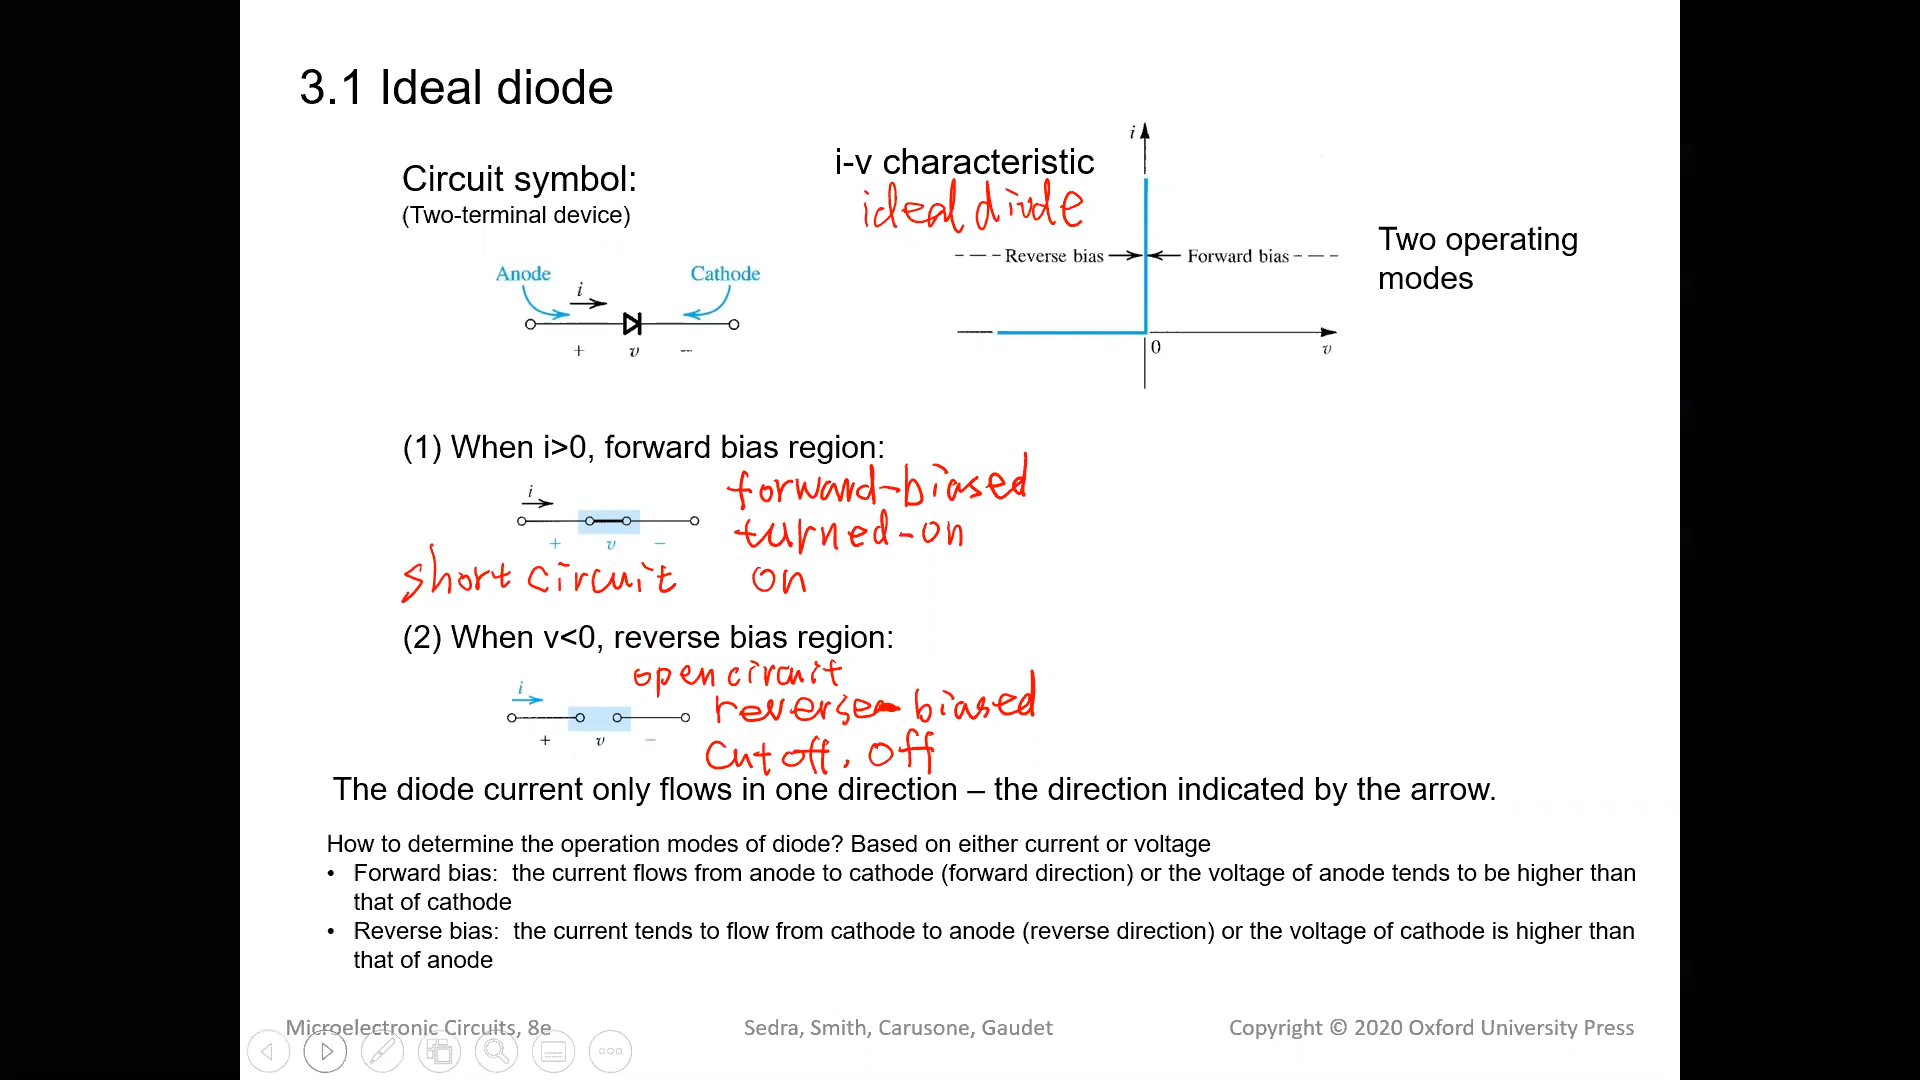 3.1 Ideal diode
Circuit symbol:
(Two-terminal device)
Anode
Cathode
i
+ v −
i-v characteristic
ideal diode
i
Reverse bias
Forward bias
0
v
Two operating
modes
(1) When i>0, forward bias region:
i
+ v −
forward-biased
turned-on
short circuit on
(2) When v<0, reverse bias region:
open circuit
i
reverse-biased
+ v −
cutoff, off
The diode current only flows in one direction – the direction indicated by the arrow.
How to determine the operation modes of diode? Based on either current or voltage
• Forward bias: the current flows from anode to cathode (forward direction) or the voltage of anode tends to be higher than
that of cathode
• Reverse bias: the current tends to flow from cathode to anode (reverse direction) or the voltage of cathode is higher than
that of anode
Microelectronic Circuits, 8e
Sedra, Smith, Carusone, Gaudet
Copyright © 2020 Oxford University Press